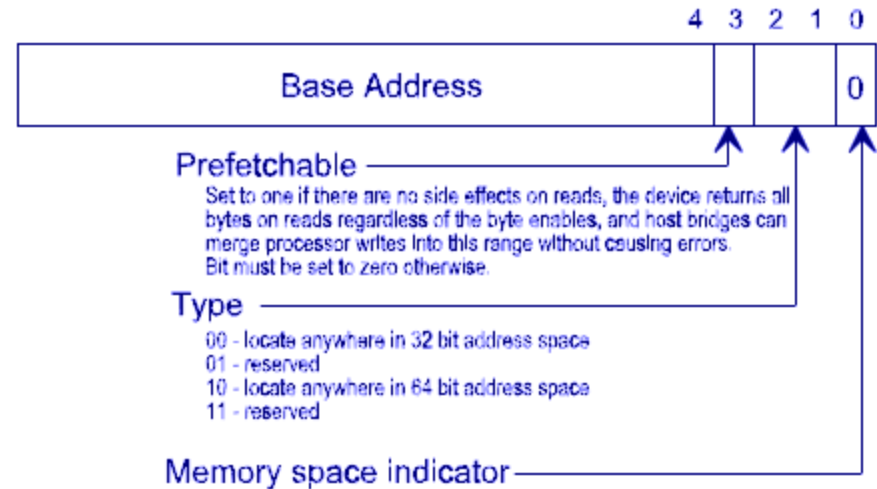 4 3 2 1 0
Base Address 0
Prefetchable
Set to one if there are no side effects on reads, the device returns all
bytes on reads regardless of the byte enables, and host bridges can
merge processor writes into this range without causing errors.
Bit must be set to zero otherwise.
Type
00 - locate anywhere in 32 bit address space
01 - reserved
10 - locate anywhere in 64 bit address space
11 - reserved
Memory space indicator